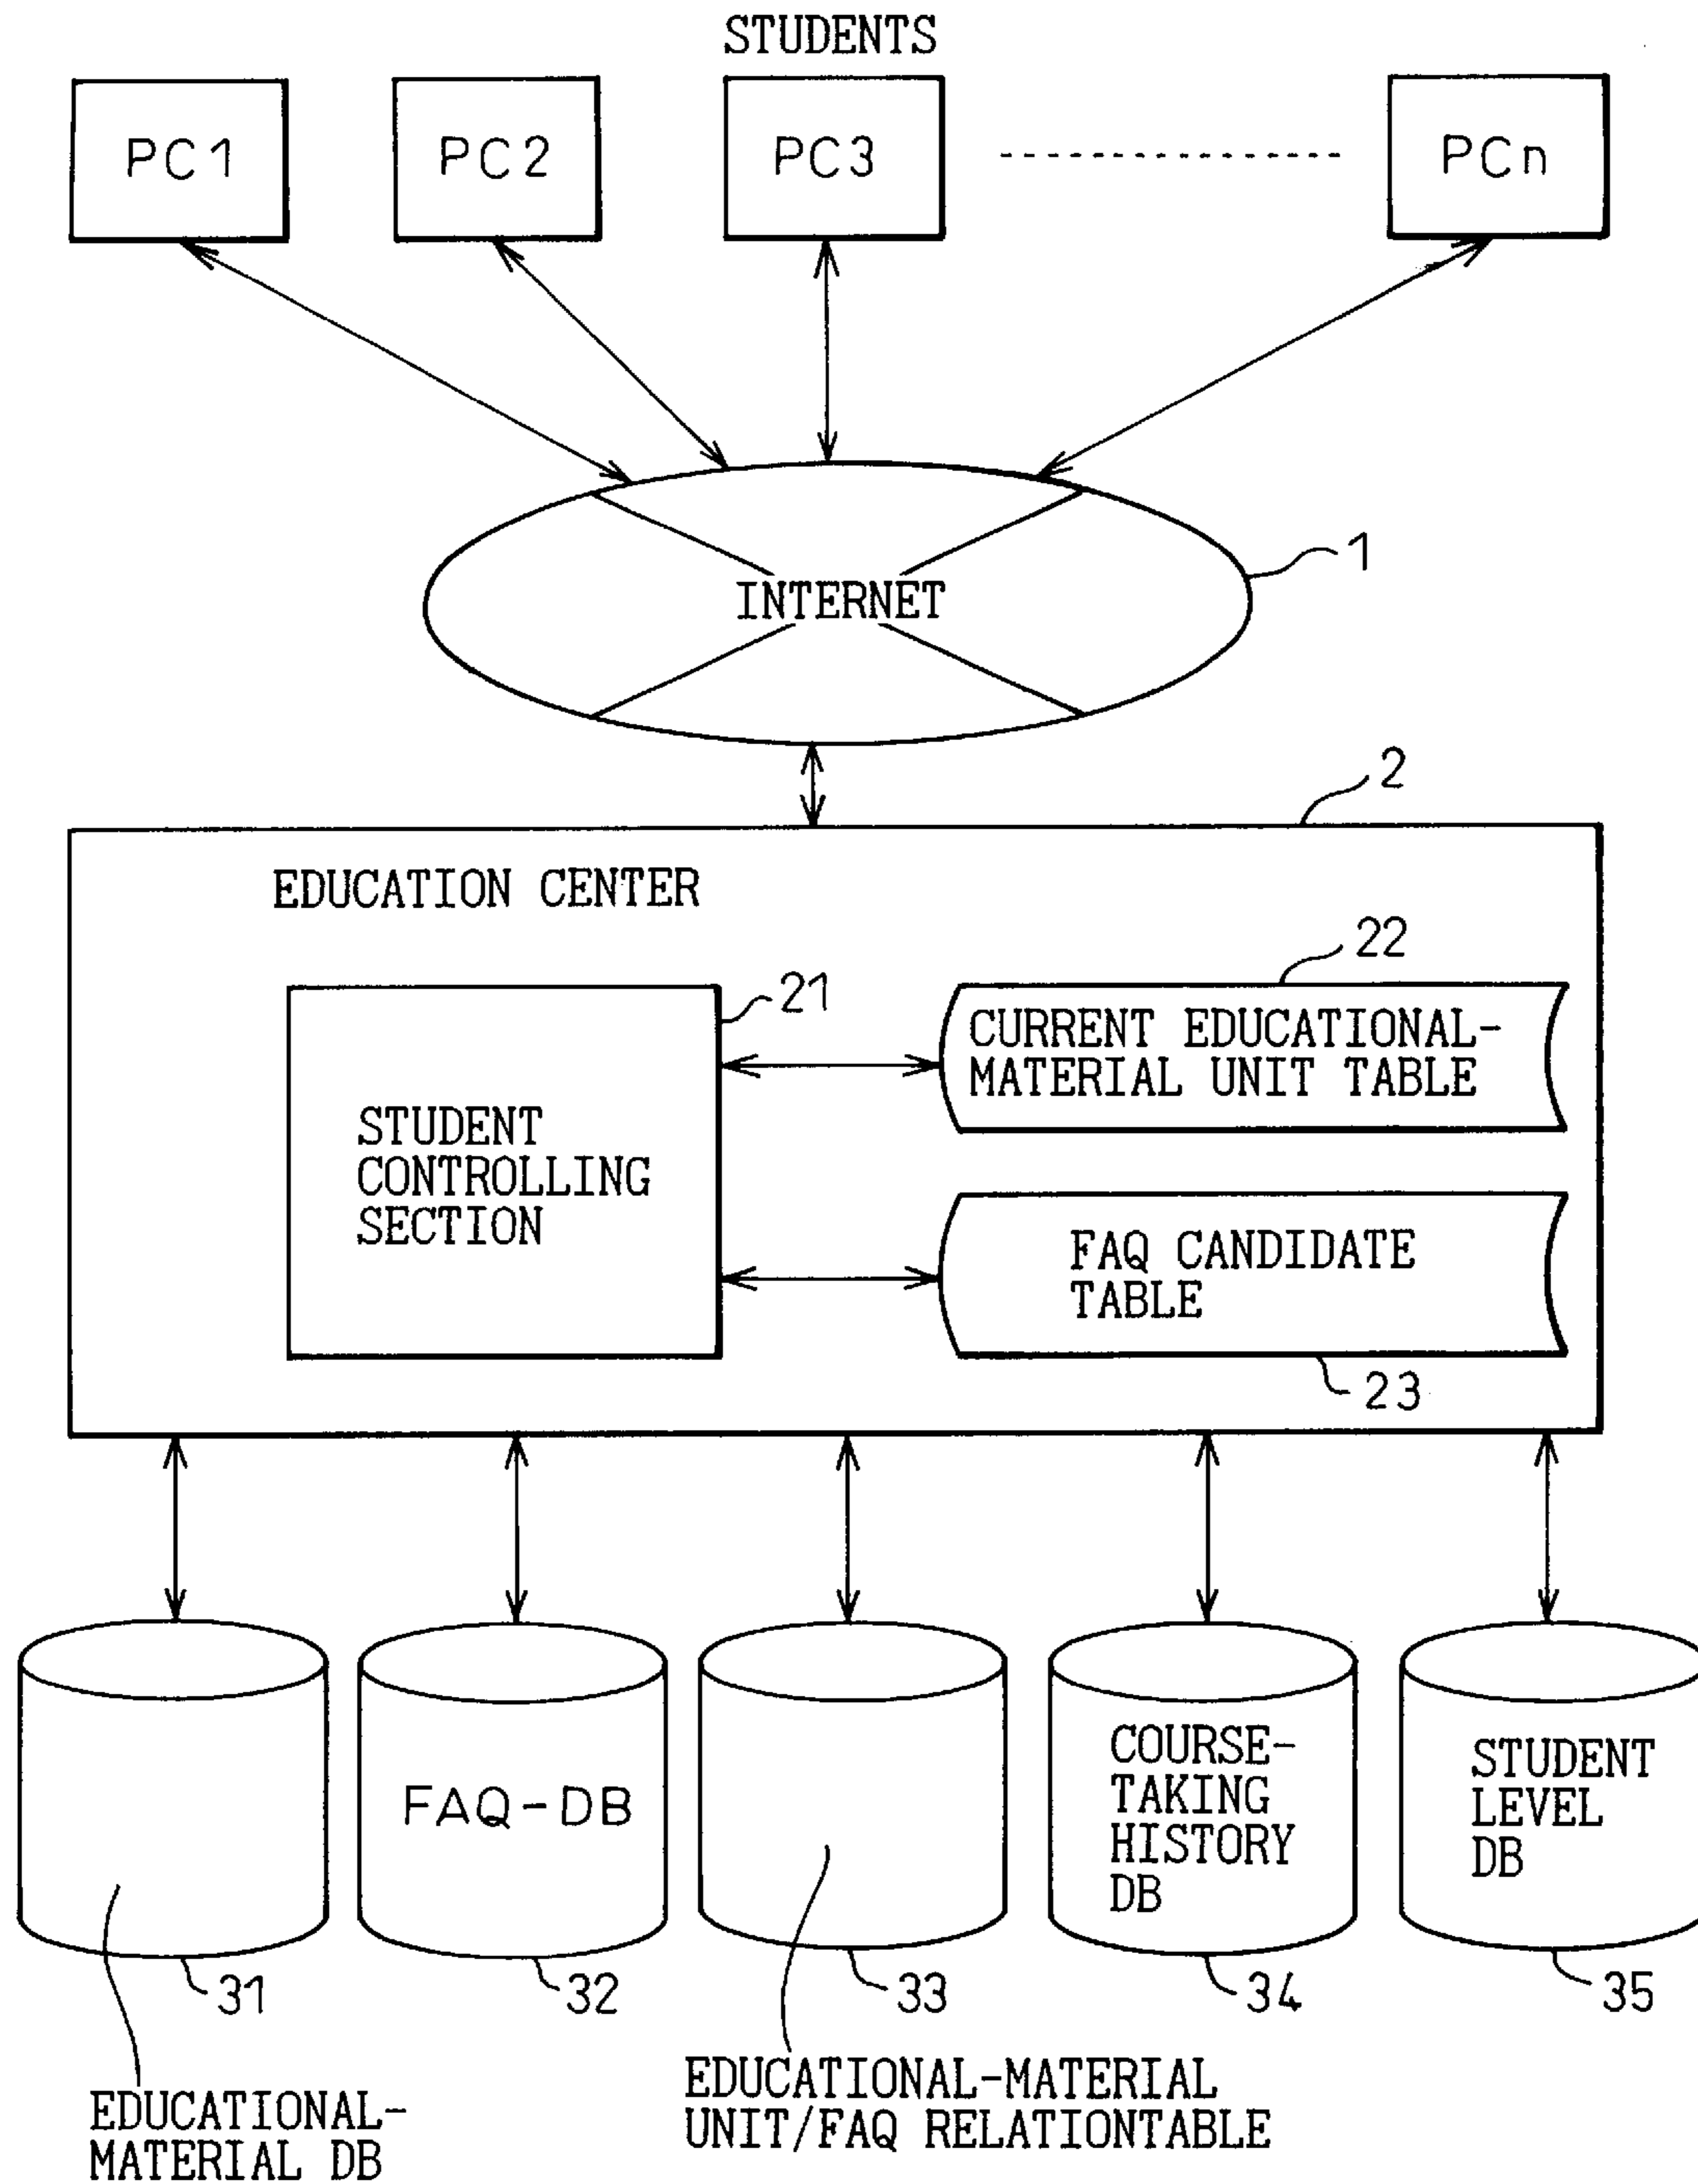 STUDENTS
PC1
PC2
PC3
PCn
1
INTERNET
2
EDUCATION CENTER
21
22
CURRENT EDUCATIONAL-
MATERIAL UNIT TABLE
STUDENT
CONTROLLING
SECTION
FAQ CANDIDATE
TABLE
23
FAQ-DB
COURSE-
TAKING
HISTORY
DB
STUDENT
LEVEL
DB
31
32
33
34
35
EDUCATIONAL-
MATERIAL DB
EDUCATIONAL-MATERIAL
UNIT/FAQ RELATIONTABLE